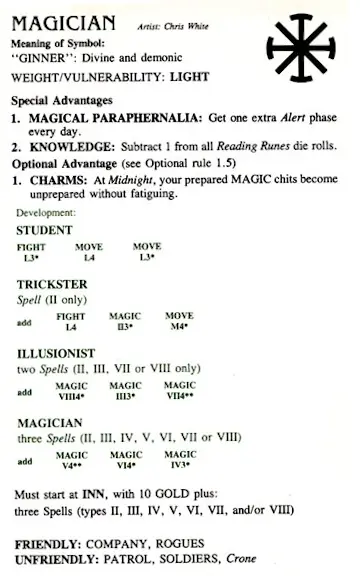 MAGICIAN Artist: Chris White
Meaning of Symbol:
"GINNER": Divine and demonic
WEIGHT/VULNERABILITY: LIGHT
Special Advantages
1. MAGICAL PARAPHERNALIA: Get one extra Alert phase
every day.
2. KNOWLEDGE: Subtract 1 from all Reading Runes die rolls.
Optional Advantage (see Optional rule 1.5)
1. CHARMS: At Midnight, your prepared MAGIC chits become
unprepared without fatiguing.
Development:
STUDENT
FIGHT MOVE MOVE
L3* L4 L3*
TRICKSTER
Spell (II only)
FIGHT MAGIC MOVE
add L4 II3* M4*
ILLUSIONIST
two Spells (II, III, VII or VIII only)
MAGIC MAGIC MAGIC
add VIII4* III3* VII4**
MAGICIAN
three Spells (II, III, IV, V, VI, VII or VIII)
MAGIC MAGIC MAGIC
add V4** VI4* IV3*
Must start at INN, with 10 GOLD plus:
three Spells (types II, III, IV, V, VI, VII, and/or VIII)
FRIENDLY: COMPANY, ROGUES
UNFRIENDLY: PATROL, SOLDIERS, Crone